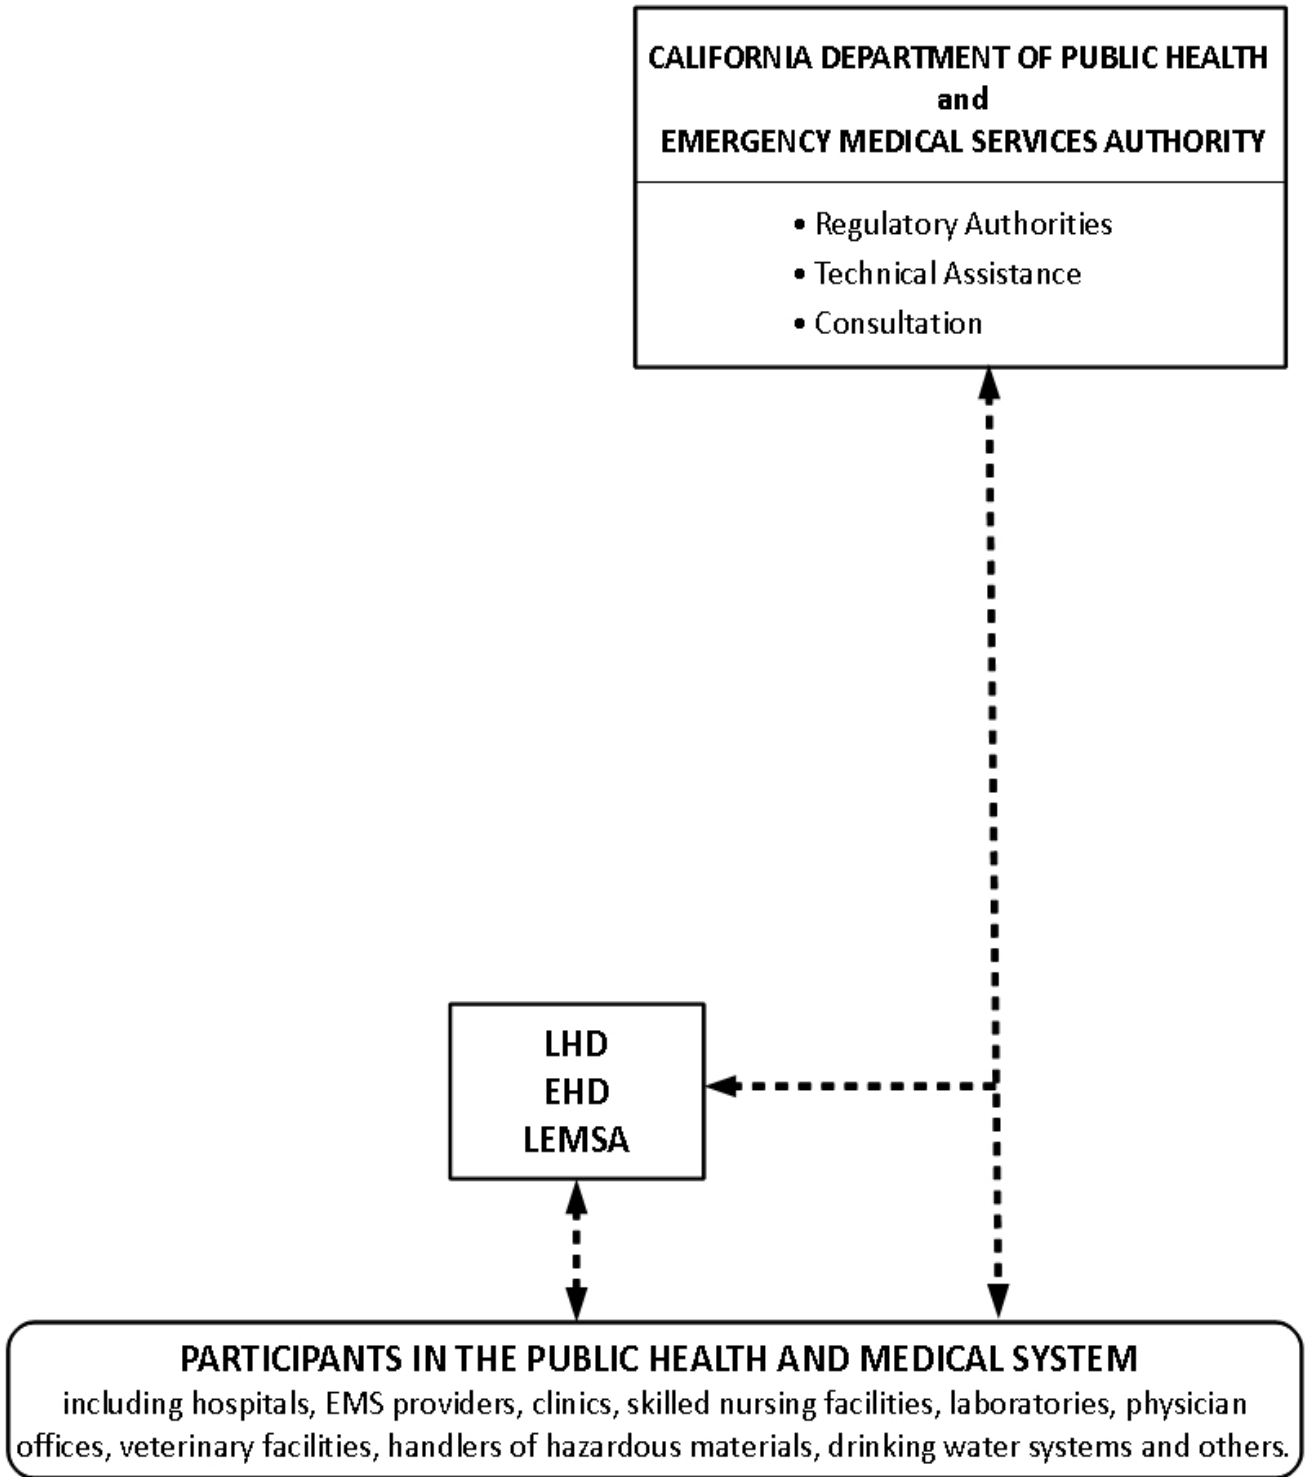 CALIFORNIA DEPARTMENT OF PUBLIC HEALTH
and
EMERGENCY MEDICAL SERVICES AUTHORITY
• Regulatory Authorities
• Technical Assistance
• Consultation
LHD
EHD
LEMSA
PARTICIPANTS IN THE PUBLIC HEALTH AND MEDICAL SYSTEM
including hospitals, EMS providers, clinics, skilled nursing facilities, laboratories, physician
offices, veterinary facilities, handlers of hazardous materials, drinking water systems and others.